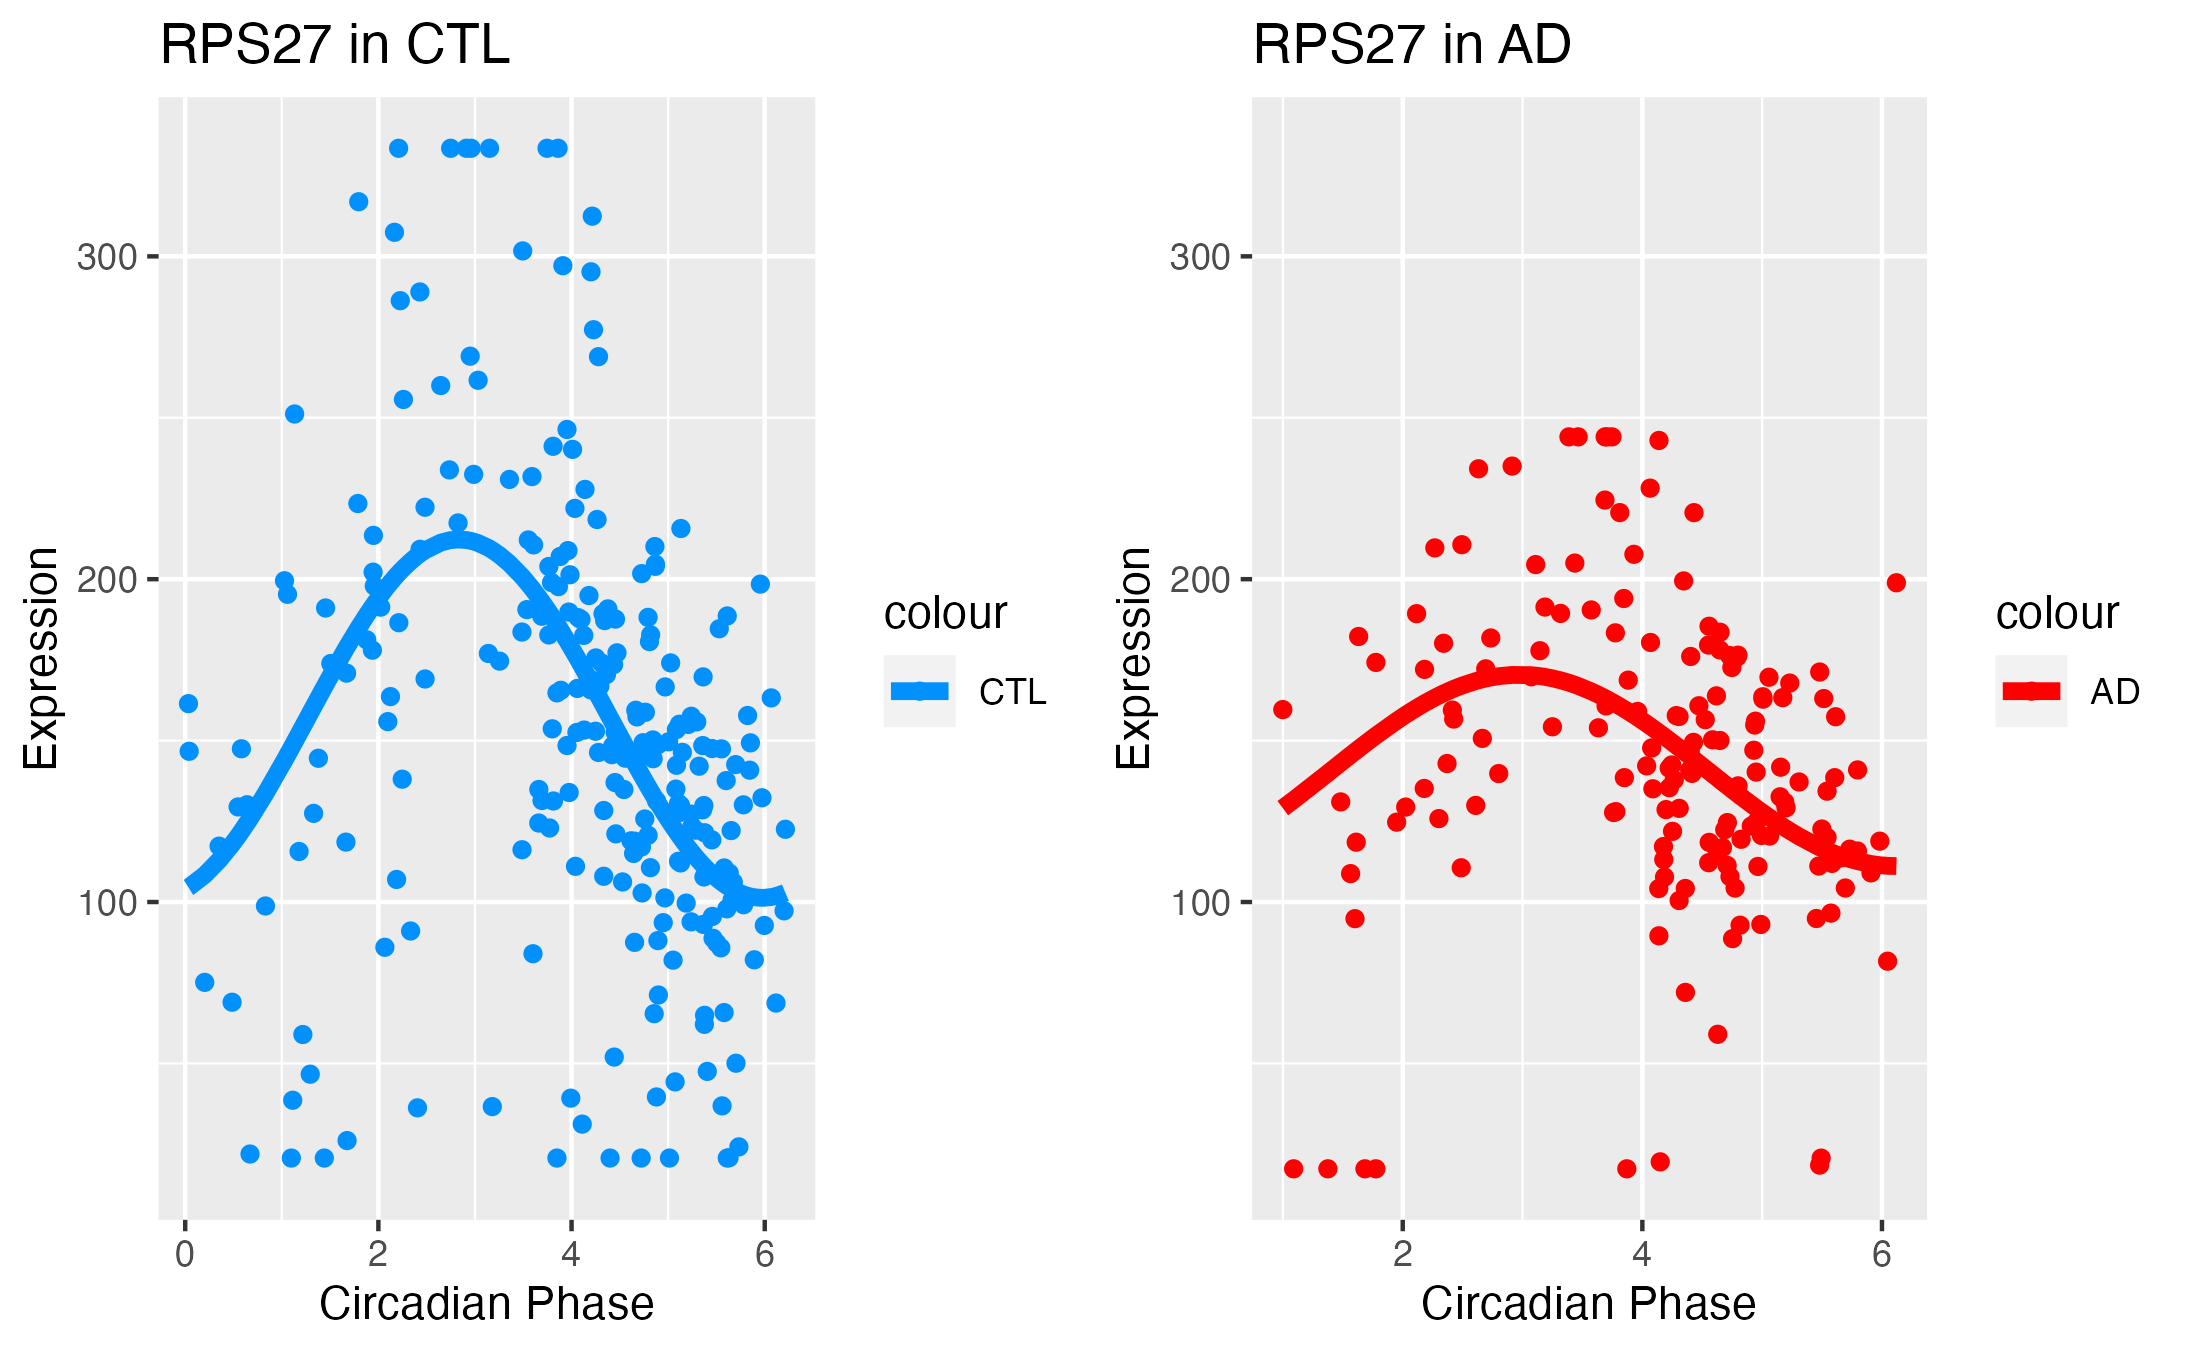 RPS27 in CTL
Expression
300
200
100
0 2 4 6
Circadian Phase
colour
CTL
RPS27 in AD
Expression
300
200
100
2 4 6
Circadian Phase
colour
AD